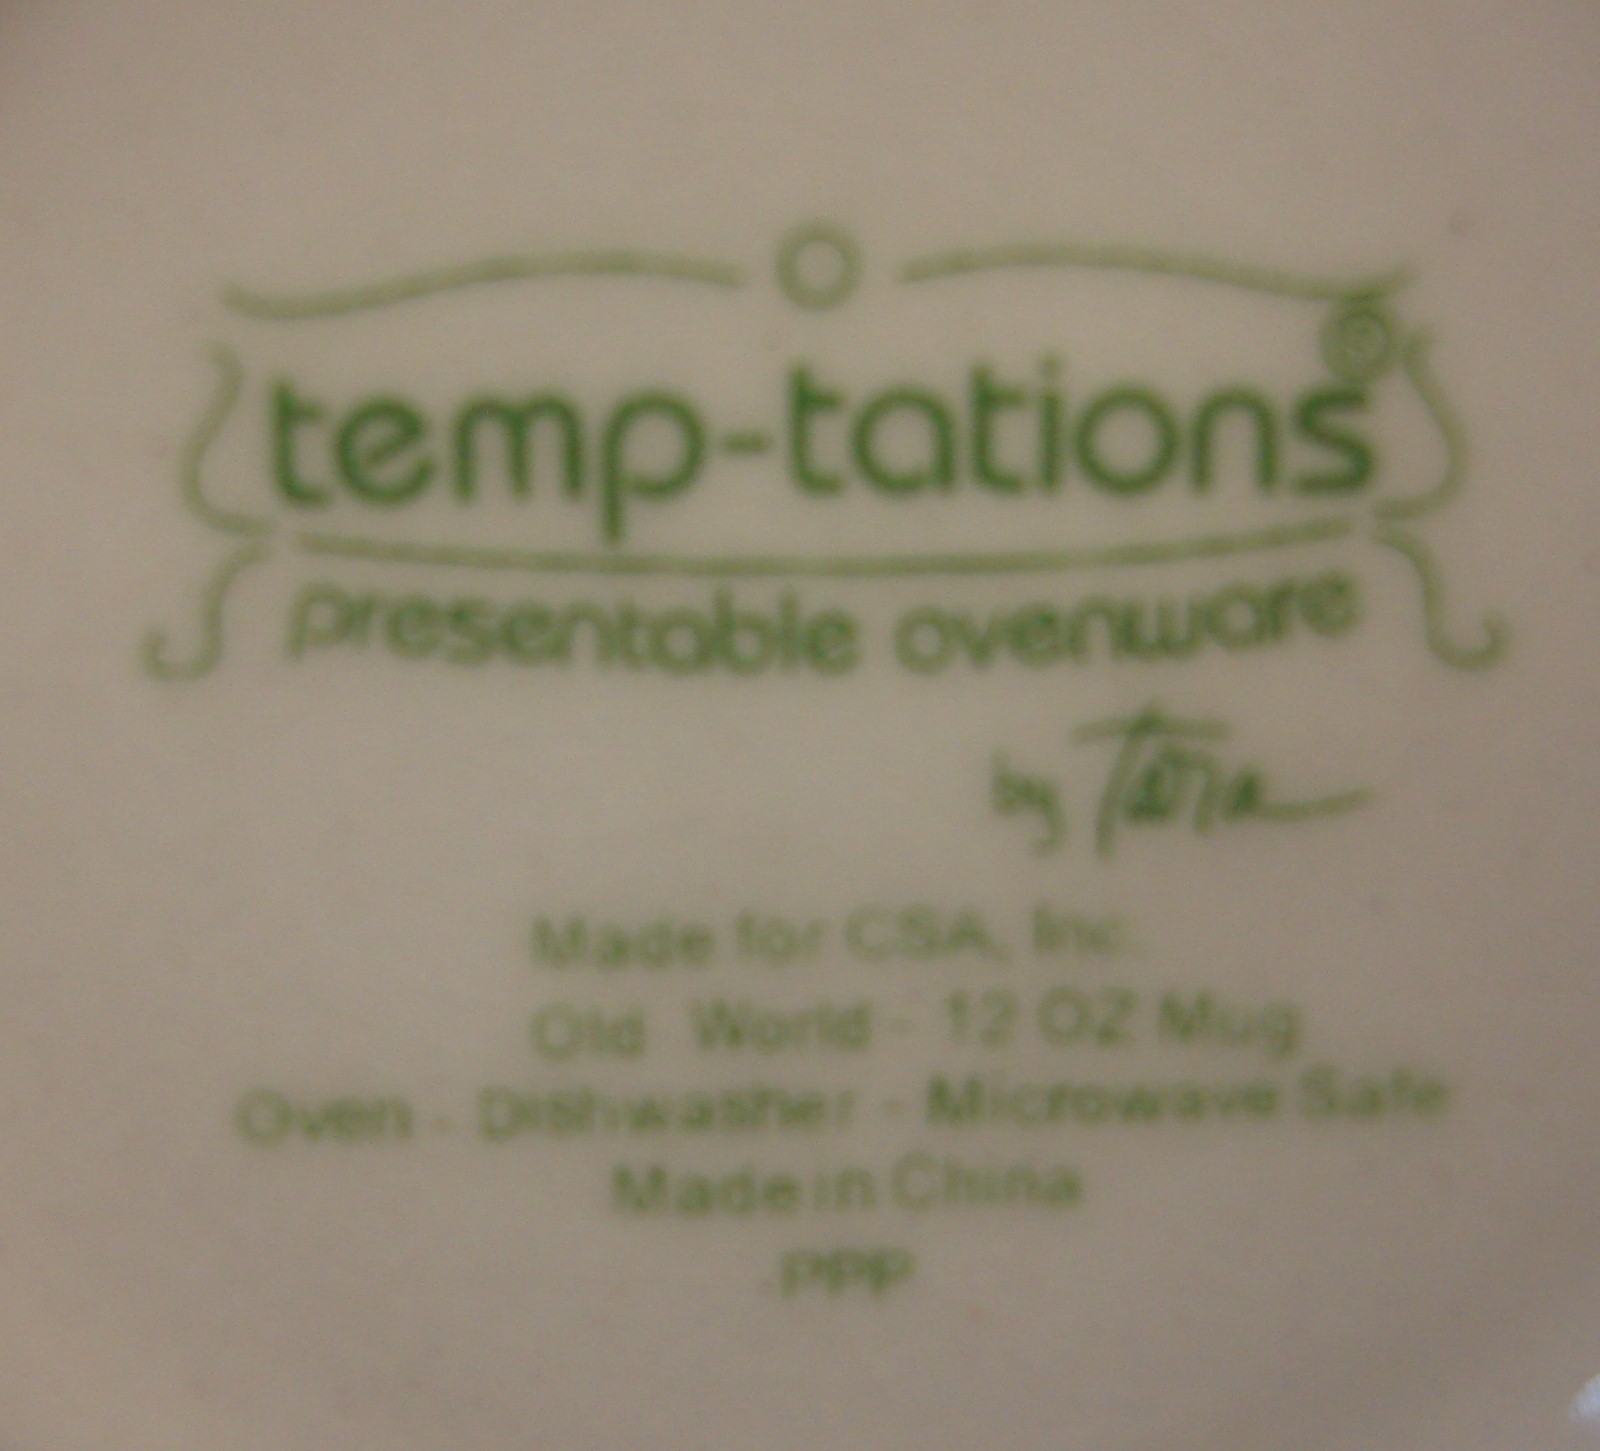 temp-tations®
presentable ovenware
by Tara
Made for CSA, Inc.
Old World - 12 OZ Mug
Oven - Dishwasher - Microwave Safe
Made in China
PPP